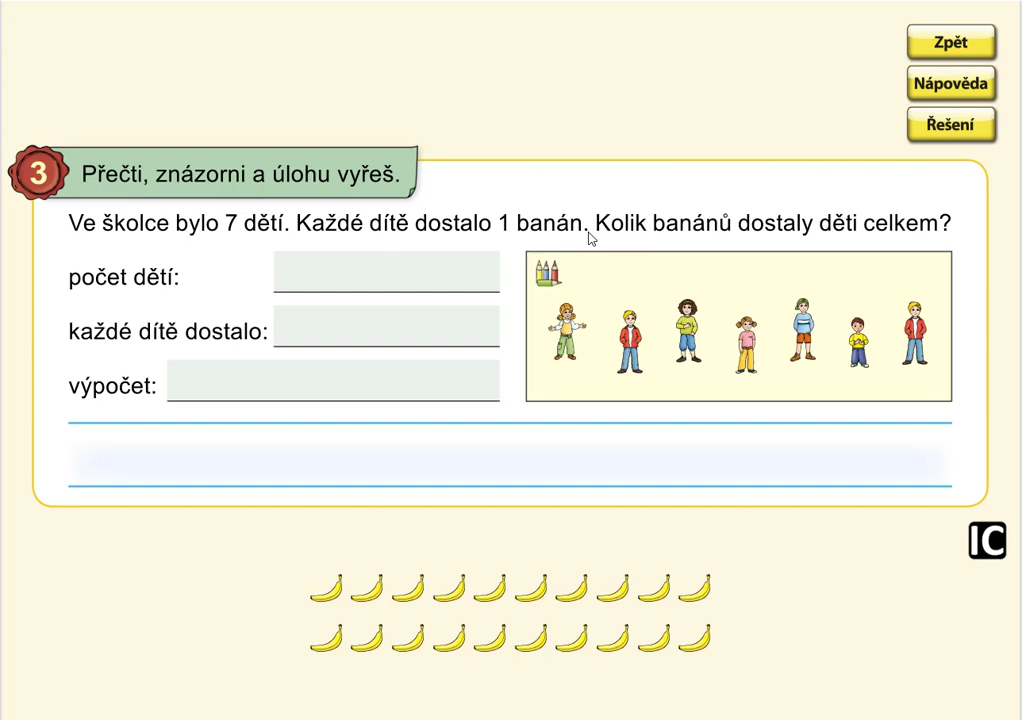 Zpět
Nápověda
Řešení
3 Přečti, znázorni a úlohu vyřeš.
Ve školce bylo 7 dětí. Každé dítě dostalo 1 banán. Kolik banánů dostaly děti celkem?
počet dětí:
každé dítě dostalo:
výpočet:
IC